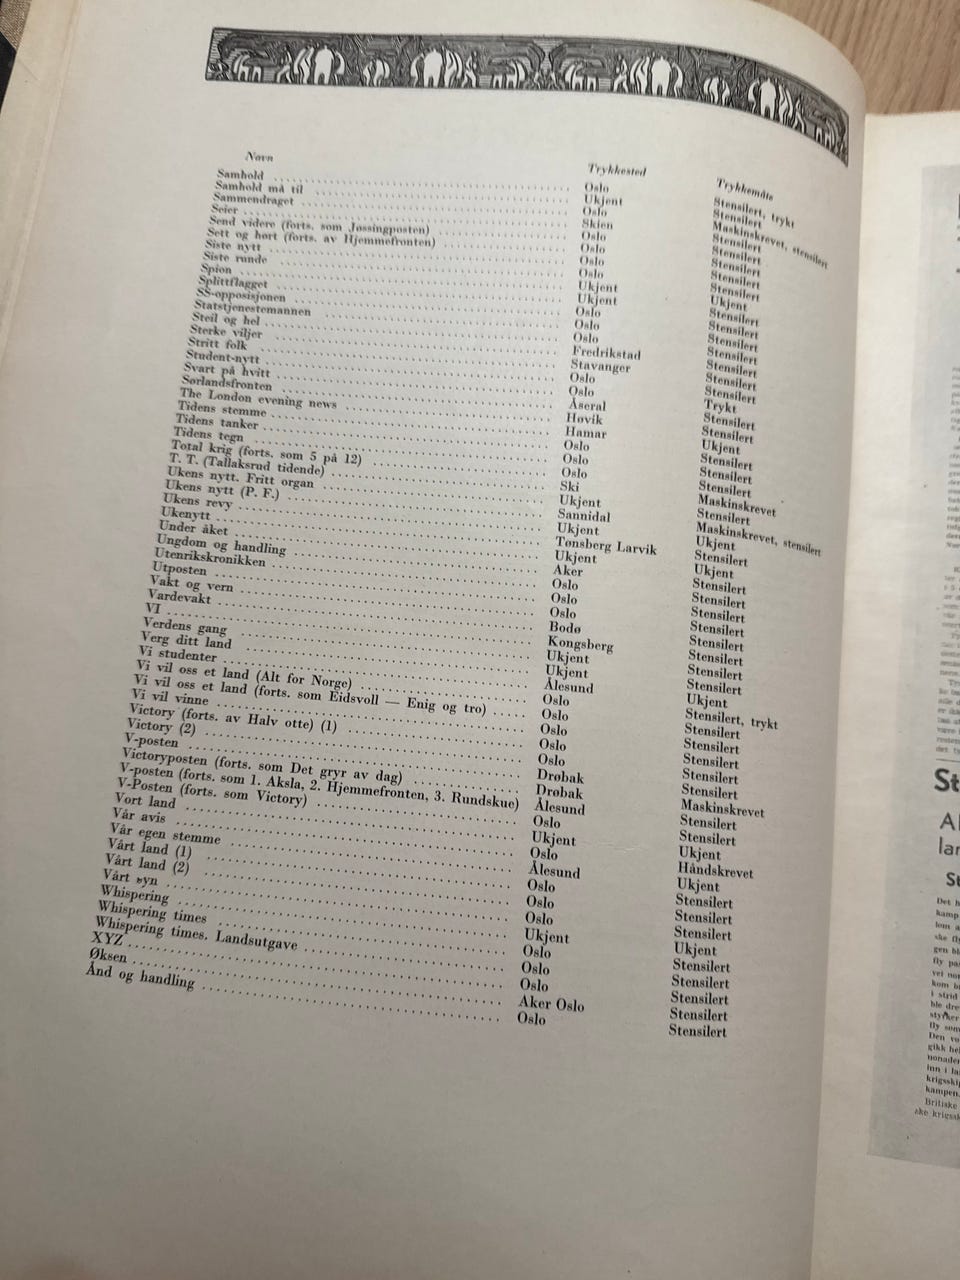 Navn Trykkested Trykkemåte
Samhold Oslo Stensilert, trykt
Samhold må til Ukjent Stensilert
Sammendraget Oslo Maskinskrevet, stensilert
Seier Skien Stensilert
Send videre (forts. som Jøssingposten) Oslo Stensilert
Sett og hørt (forts. av Hjemmefronten) Oslo Stensilert
Siste nytt Oslo Stensilert
Siste runde Oslo Stensilert
Spion Ukjent Ukjent
Splittflagget Ukjent Stensilert
SS-opposisjonen Oslo Stensilert
Statstjenestemannen Oslo Stensilert
Steil og hel Oslo Stensilert
Sterke viljer Fredrikstad Stensilert
Stritt folk Stavanger Stensilert
Student-nytt Oslo Stensilert
Svart på hvitt Oslo Trykt
Sørlandsfronten Åseral Stensilert
The London evening news Høvik Stensilert
Tidens stemme Hamar Ukjent
Tidens tanker Oslo Stensilert
Tidens tegn Oslo Stensilert
Total krig (forts. som 5 på 12) Oslo Stensilert
T. T. (Tallaksrud tidende) Ski Maskinskrevet
Ukens nytt. Fritt organ Ukjent Stensilert
Ukens nytt (P. F.) Sannidal Maskinskrevet, stensilert
Ukens revy Ukjent Ukjent
Ukenytt Tønsberg Larvik Stensilert
Under åket Ukjent Ukjent
Ungdom og handling Aker Stensilert
Utenrikskronikken Oslo Stensilert
Utposten Oslo Stensilert
Vakt og vern Oslo Stensilert
Vardevakt Bodø Stensilert
VI Kongsberg Stensilert
Verdens gang Ukjent Stensilert
Verg ditt land Ukjent Stensilert
Vi studenter Ålesund Ukjent
Vi vil oss et land (Alt for Norge) Oslo Stensilert, trykt
Vi vil oss et land (forts. som Eidsvoll — Enig og tro) Oslo Stensilert
Vi vil vinne Oslo Stensilert
Victory (forts. av Halv otte) (1) Oslo Stensilert
Victory (2) Oslo Stensilert
V-posten Drøbak Stensilert
Victoryposten (forts. som Det gryr av dag) Drøbak Maskinskrevet
V-posten (forts. som 1. Aksla, 2. Hjemmefronten, 3. Rundskue) Ålesund Stensilert
V-Posten (forts. som Victory) Oslo Stensilert
Vort land Ukjent Ukjent
Vår avis Oslo Håndskrevet
Vår egen stemme Ålesund Ukjent
Vårt land (1) Oslo Stensilert
Vårt land (2) Oslo Stensilert
Vårt syn Oslo Stensilert
Whispering Ukjent Ukjent
Whispering times Oslo Stensilert
Whispering times. Landsutgave Oslo Stensilert
XYZ Oslo Stensilert
Øksen Aker Oslo Stensilert
Ånd og handling Oslo Stensilert